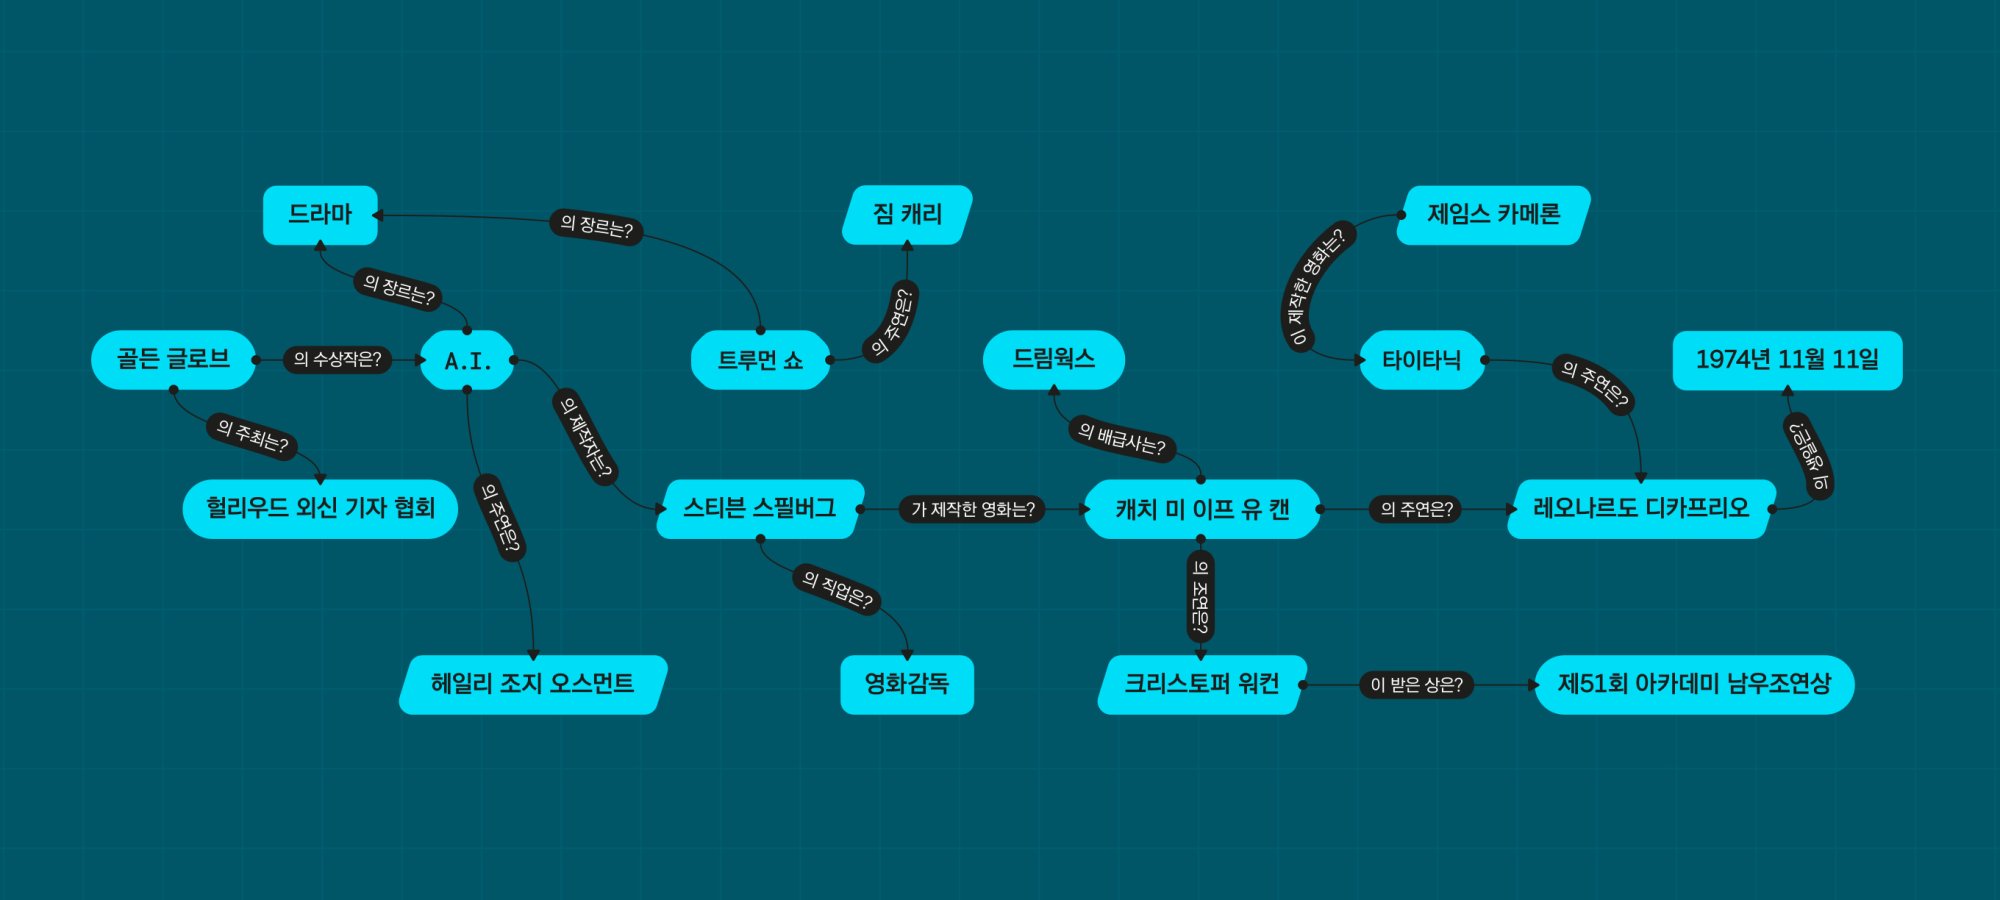 드라마
의 장르는?
짐 캐리
제임스 카메론
이 제작한 영화는?
의 장르는?
의 주연은?
골든 글로브
의 수상작은?
A.I.
트루먼 쇼
드림웍스
타이타닉
의 주연은?
1974년 11월 11일
의 주최는?
의 제작자는?
의 배급사는?
의 생일은?
헐리우드 외신 기자 협회
의 주연은?
스티븐 스필버그
가 제작한 영화는?
캐치 미 이프 유 캔
의 주연은?
레오나르도 디카프리오
의 직업은?
의 조연은?
헤일리 조지 오스먼트
영화감독
크리스토퍼 워컨
이 받은 상은?
제51회 아카데미 남우조연상